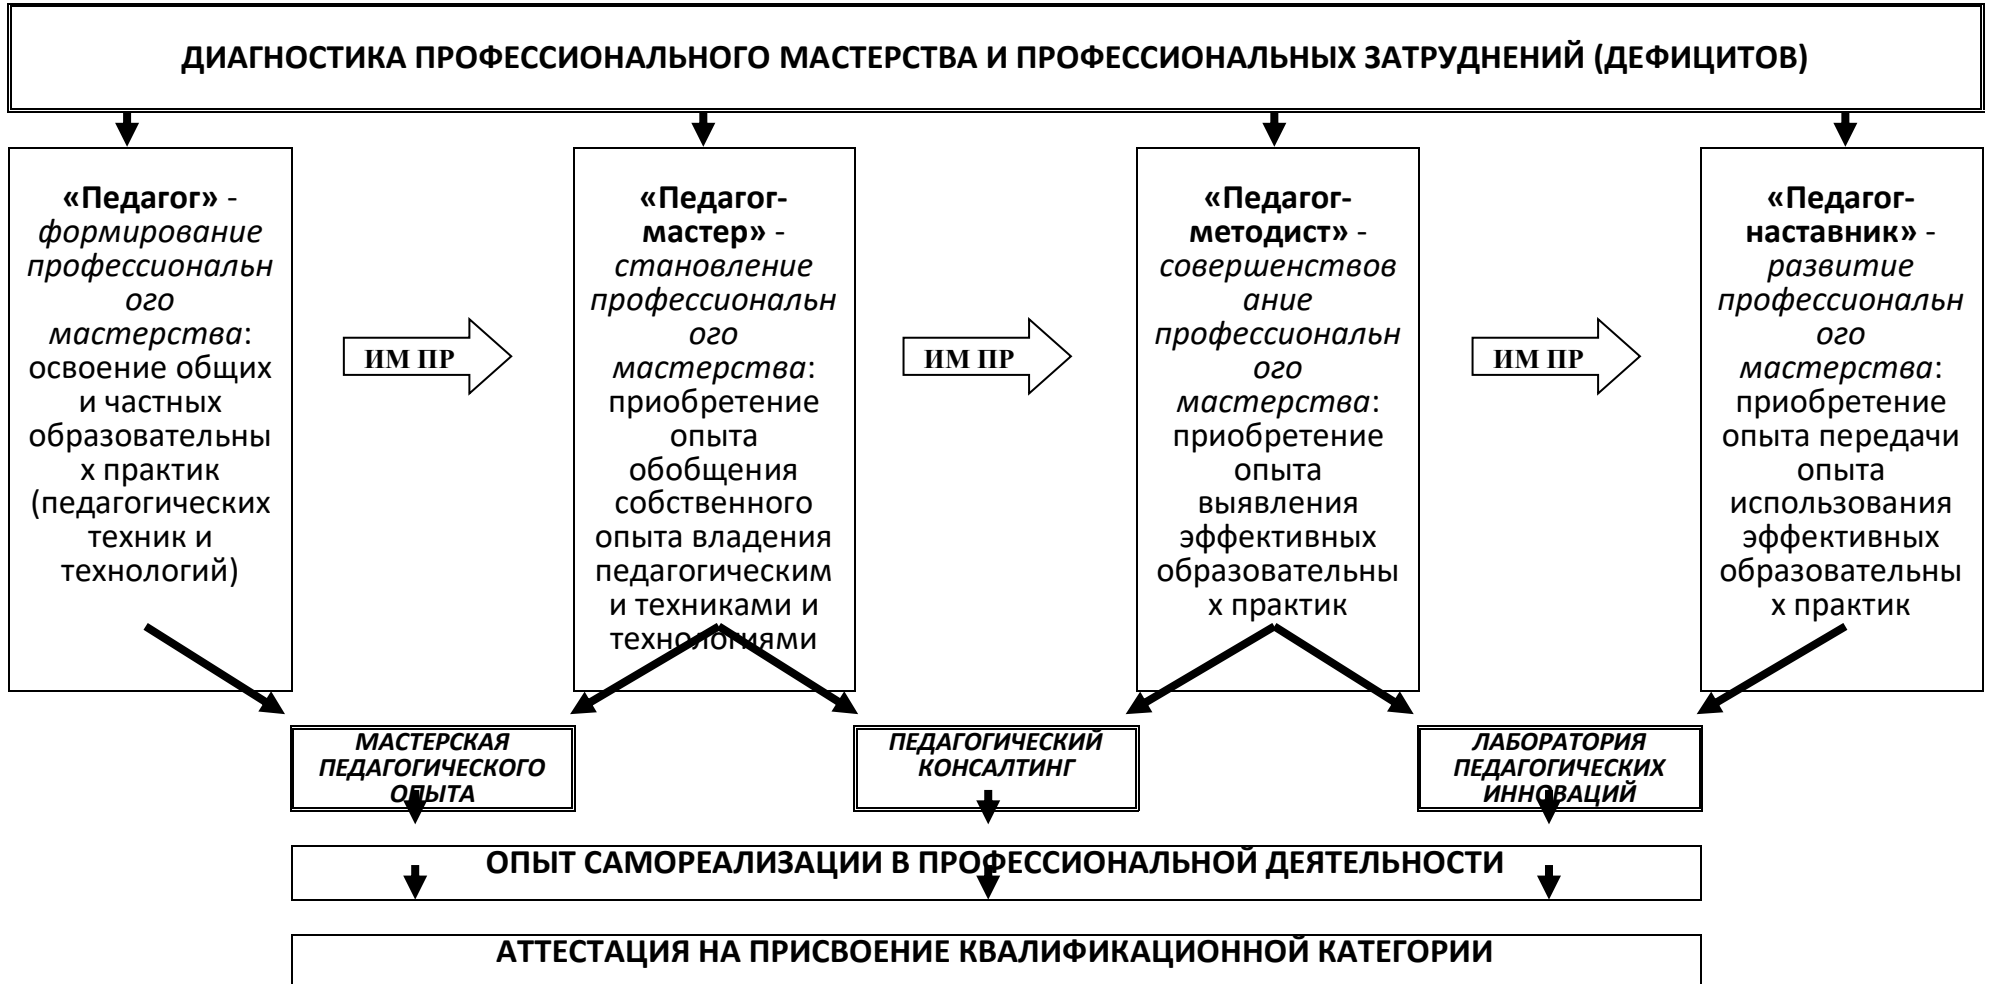 ДИАГНОСТИКА ПРОФЕССИОНАЛЬНОГО МАСТЕРСТВА И ПРОФЕССИОНАЛЬНЫХ ЗАТРУДНЕНИЙ (ДЕФИЦИТОВ)
«Педагог» -
формирование
профессиональн
ого
мастерства:
освоение общих
и частных
образовательны
х практик
(педагогических
техник и
технологий)
ИМ ПР
«Педагог-
мастер» -
становление
профессиональн
ого
мастерства:
приобретение
опыта
обобщения
собственного
опыта владения
педагогическим
и техниками и
технологиями
ИМ ПР
«Педагог-
методист» -
совершенствов
ание
профессиональн
ого
мастерства:
приобретение
опыта
выявления
эффективных
образовательны
х практик
ИМ ПР
«Педагог-
наставник» -
развитие
профессиональн
ого
мастерства:
приобретение
опыта передачи
опыта
использования
эффективных
образовательны
х практик
МАСТЕРСКАЯ
ПЕДАГОГИЧЕСКОГО
ОПЫТА
ПЕДАГОГИЧЕСКИЙ
КОНСАЛТИНГ
ЛАБОРАТОРИЯ
ПЕДАГОГИЧЕСКИХ
ИННОВАЦИЙ
ОПЫТ САМОРЕАЛИЗАЦИИ В ПРОФЕССИОНАЛЬНОЙ ДЕЯТЕЛЬНОСТИ
АТТЕСТАЦИЯ НА ПРИСВОЕНИЕ КВАЛИФИКАЦИОННОЙ КАТЕГОРИИ